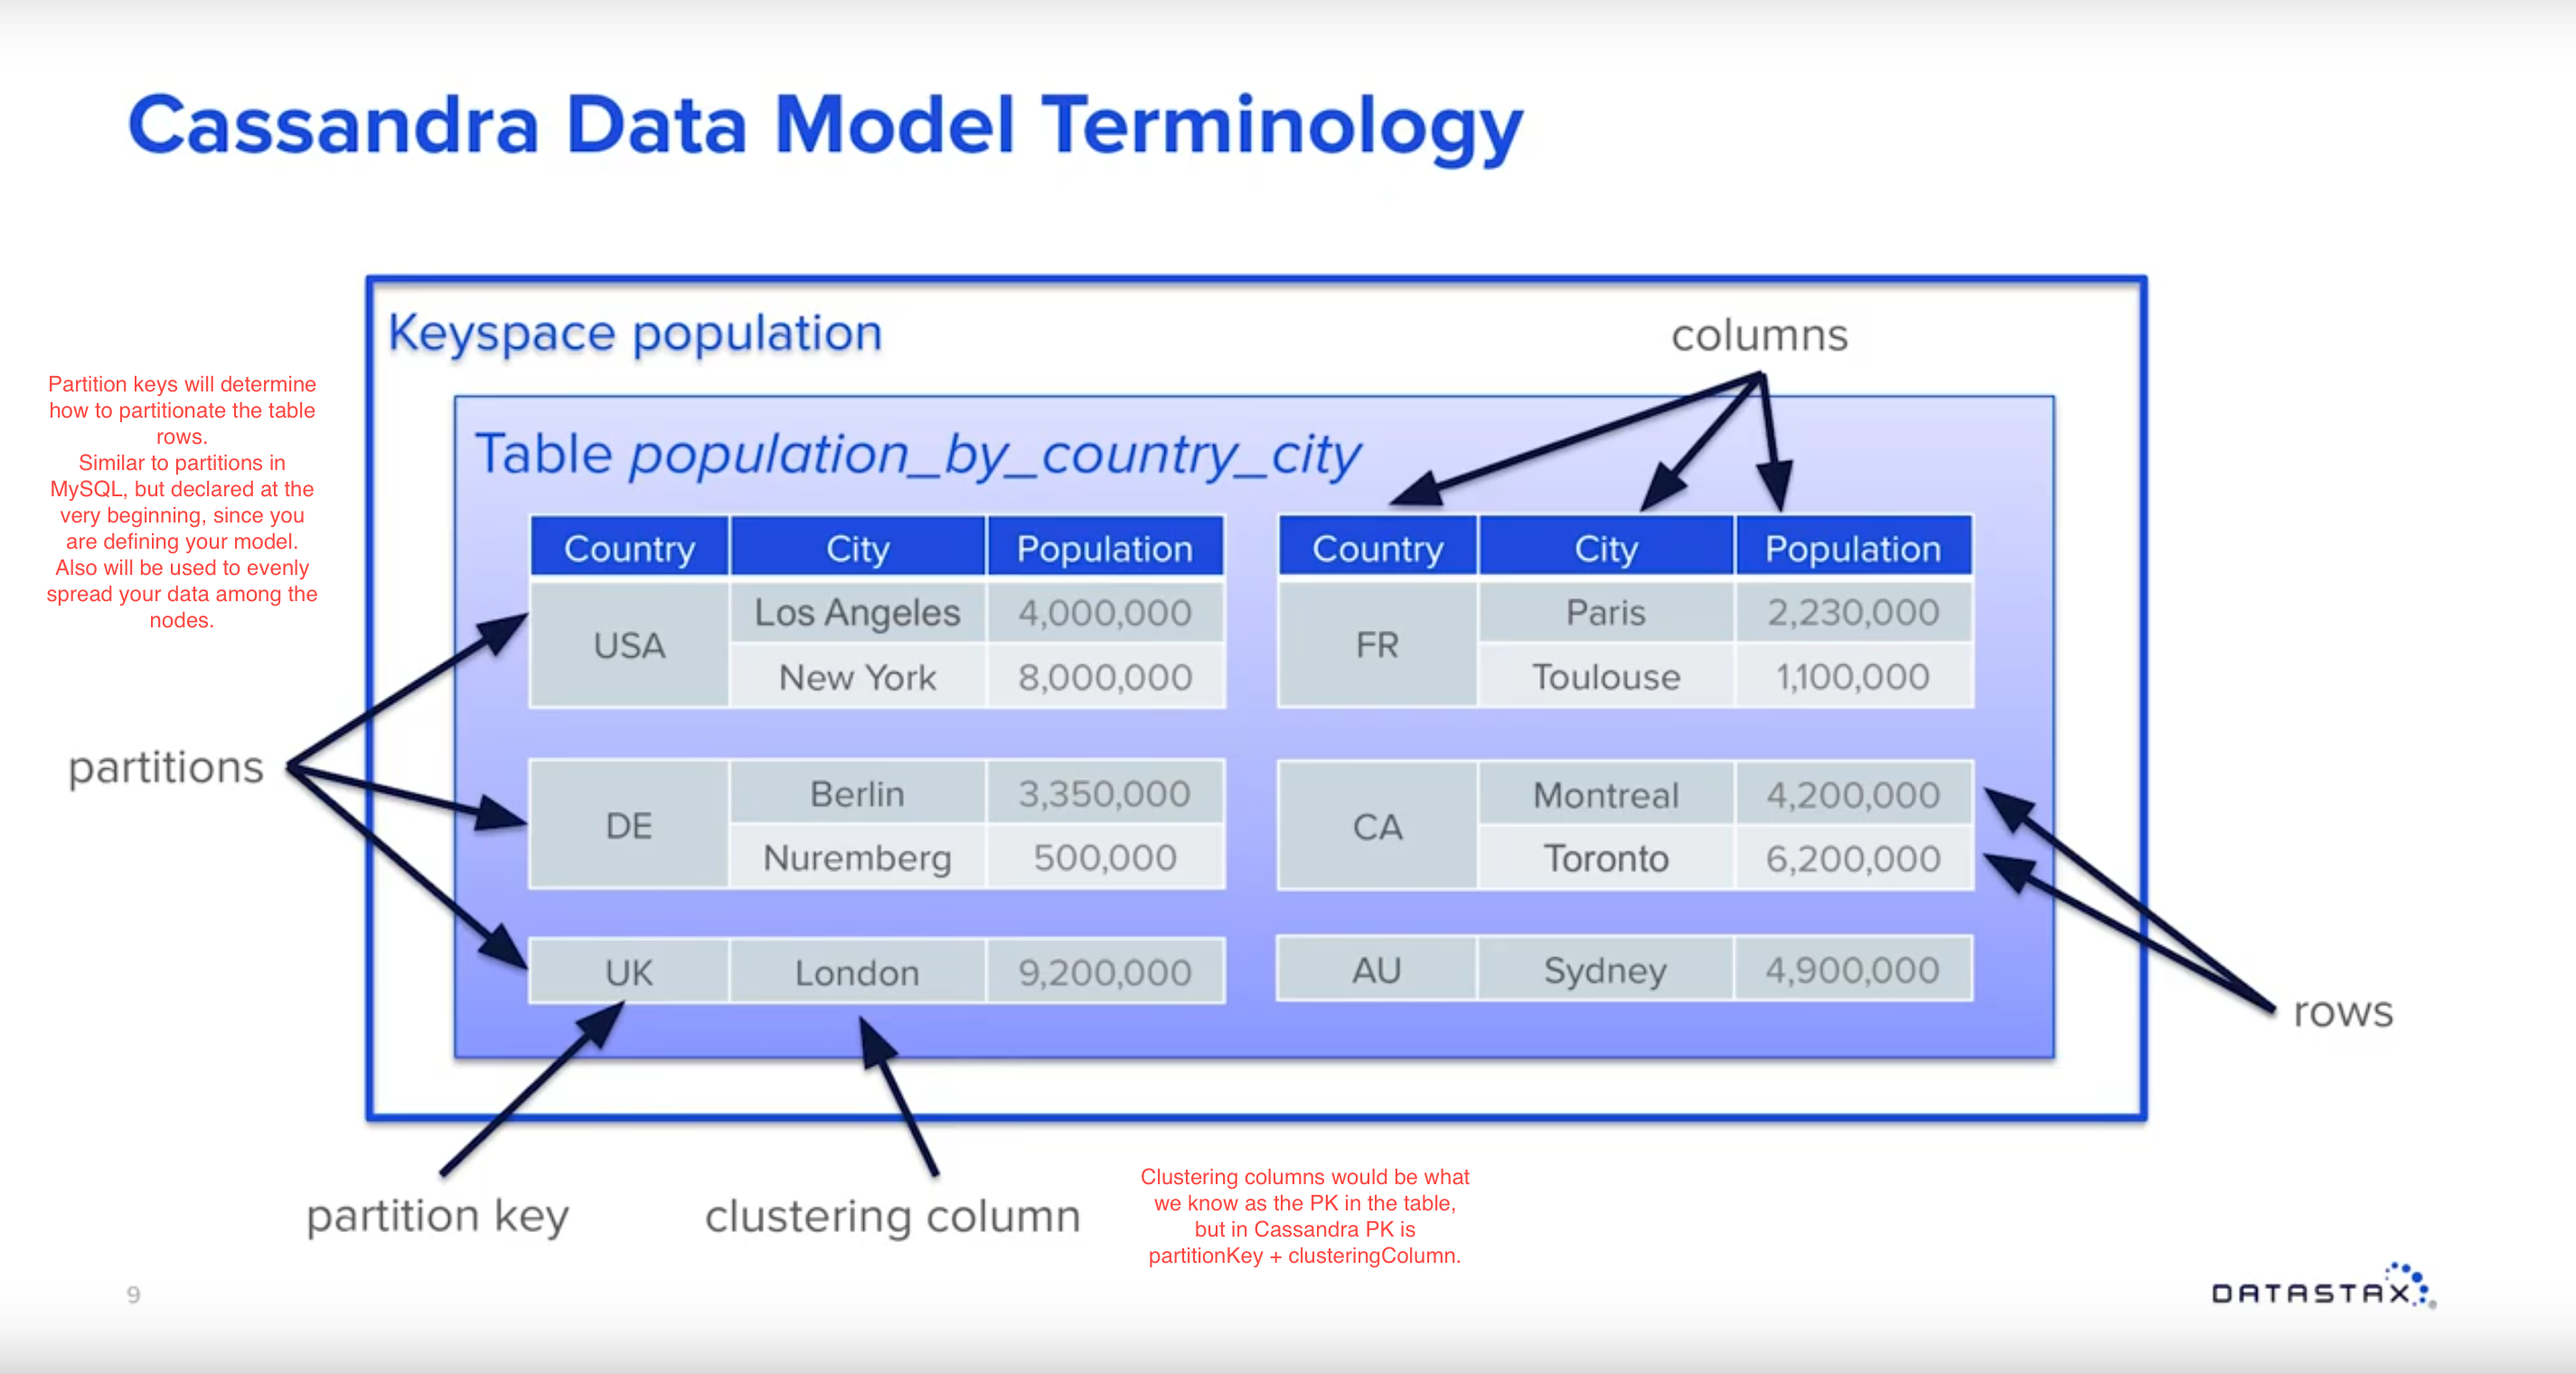 Cassandra Data Model Terminology
Keyspace population
columns
Partition keys will determine
how to partitionate the table
rows.
Similar to partitions in
MySQL, but declared at the
very beginning, since you
are defining your model.
Also will be used to evenly
spread your data among the
nodes.
Table population_by_country_city
Country City Population
USA
Los Angeles 4,000,000
New York 8,000,000
Country City Population
FR
Paris 2,230,000
Toulouse 1,100,000
partitions
DE
Berlin 3,350,000
Nuremberg 500,000
CA
Montreal 4,200,000
Toronto 6,200,000
UK London 9,200,000
AU Sydney 4,900,000
rows
partition key
clustering column
Clustering columns would be what
we know as the PK in the table,
but in Cassandra PK is
partitionKey + clusteringColumn.
9
DATASTAX